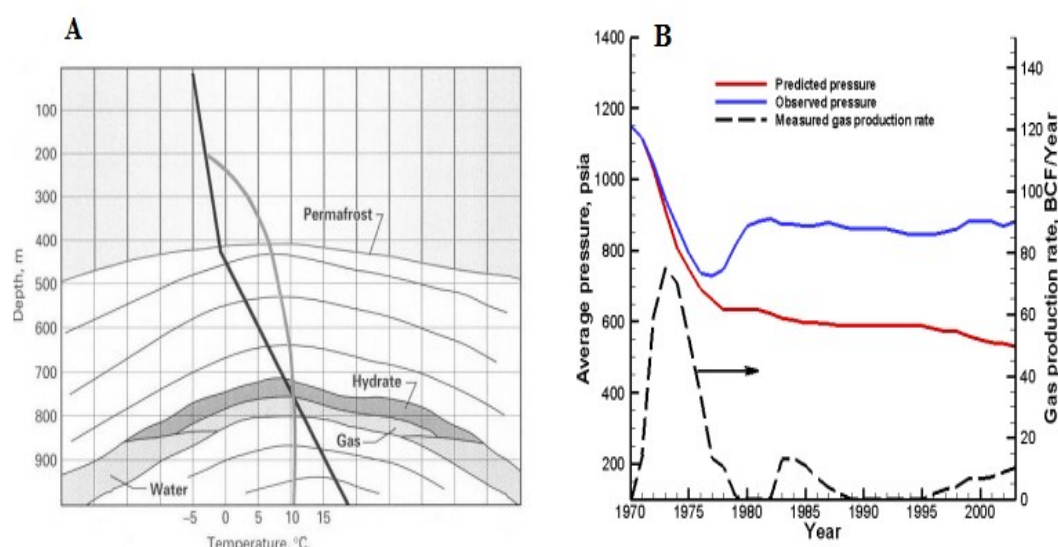 A
100
200
300
400
500
600
700
800
900
Depth, m
Permafrost
Hydrate
Gas
Water
-5 0 5 10 15
Temperature, °C
B
1400
1200
1000
800
600
400
200
Average pressure, psia
Predicted pressure
Observed pressure
Measured gas production rate
140
120
100
80
60
40
20
0
Gas production rate, BCF/Year
1970 1975 1980 1985 1990 1995 2000
Year